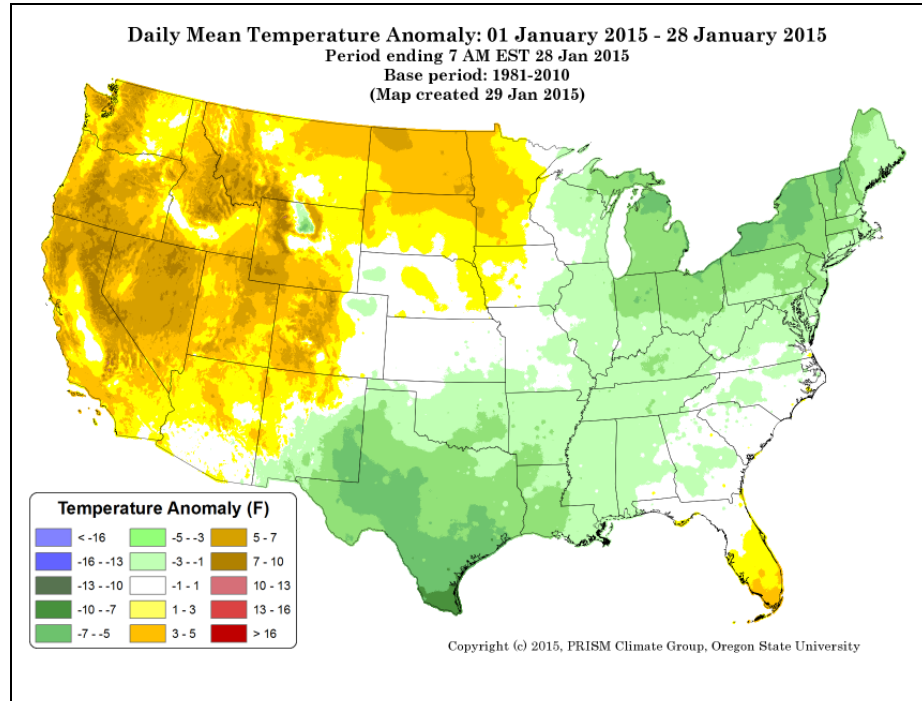 Daily Mean Temperature Anomaly: 01 January 2015 - 28 January 2015
Period ending 7 AM EST 28 Jan 2015
Base period: 1981-2010
(Map created 29 Jan 2015)
Temperature Anomaly (F)
< -16
-5 - -3
5 - 7
-16 - -13
-3 - -1
7 - 10
-13 - -10
-1 - 1
10 - 13
-10 - -7
1 - 3
13 - 16
-7 - -5
3 - 5
> 16
Copyright (c) 2015, PRISM Climate Group, Oregon State University